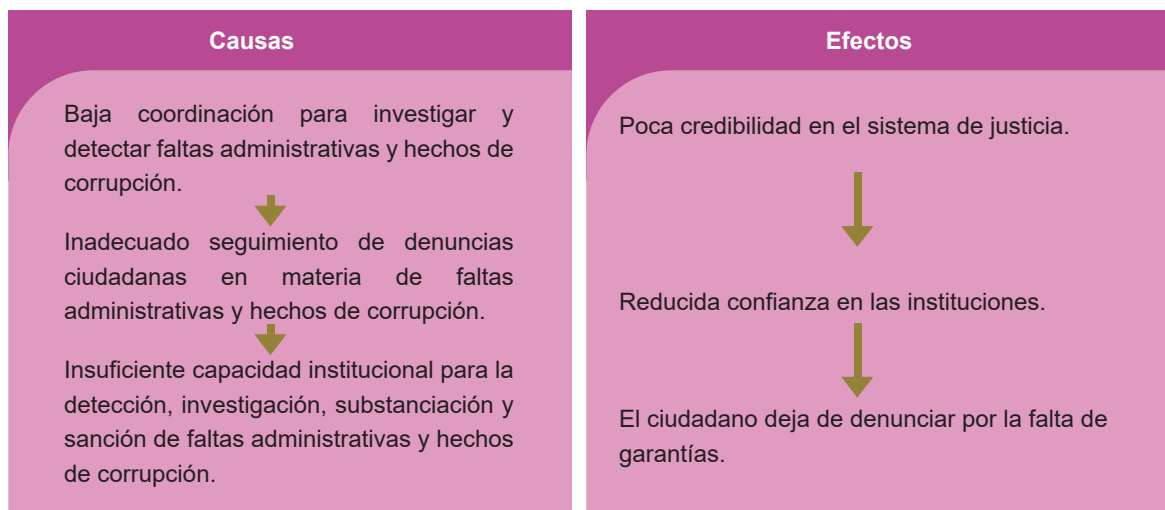 Causas
Baja coordinación para investigar y
detectar faltas administrativas y hechos de
corrupción.
Inadecuado seguimiento de denuncias
ciudadanas en materia de faltas
administrativas y hechos de corrupción.
Insuficiente capacidad institucional para la
detección, investigación, substanciación y
sanción de faltas administrativas y hechos
de corrupción.
Efectos
Poca credibilidad en el sistema de justicia.
Reducida confianza en las instituciones.
El ciudadano deja de denunciar por la falta de
garantías.